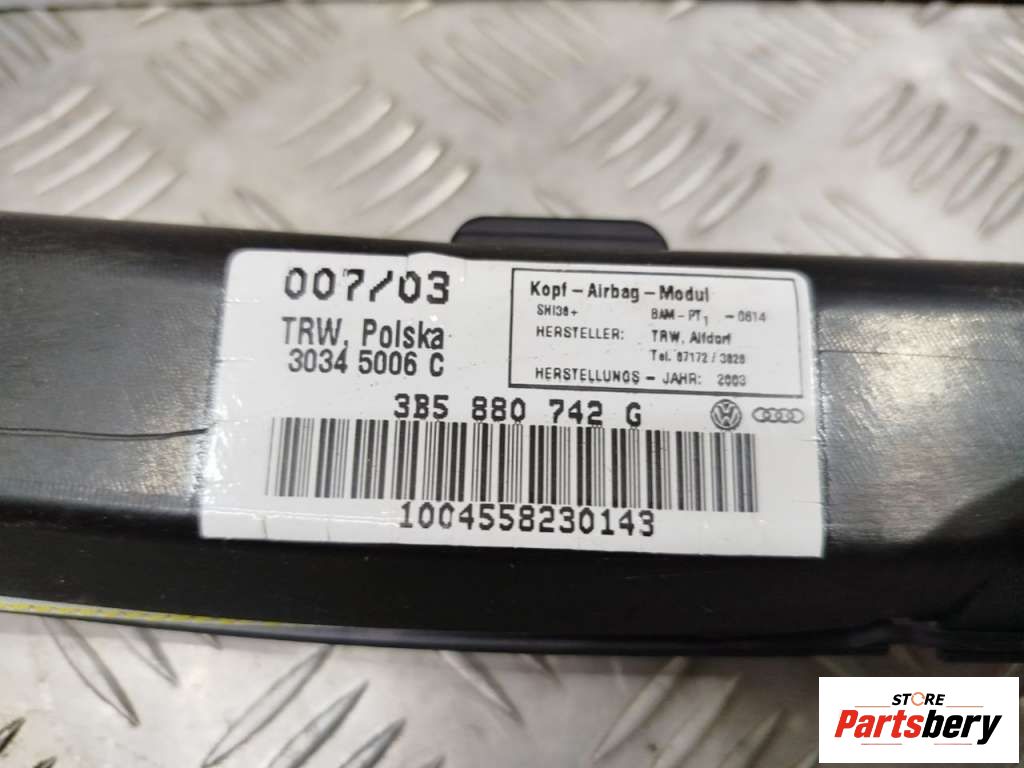 007/03
TRW, Polska
3034 5006 C
Kopf-Airbag-Modul
SHI36+ BAM-PT1-0614
HERSTELLER: TRW, Alfdorf
Tel. 07172 / 3826
HERSTELLUNGS - JAHR: 2003
3B5 880 742 G
1004558230143
STORE
Partsbery